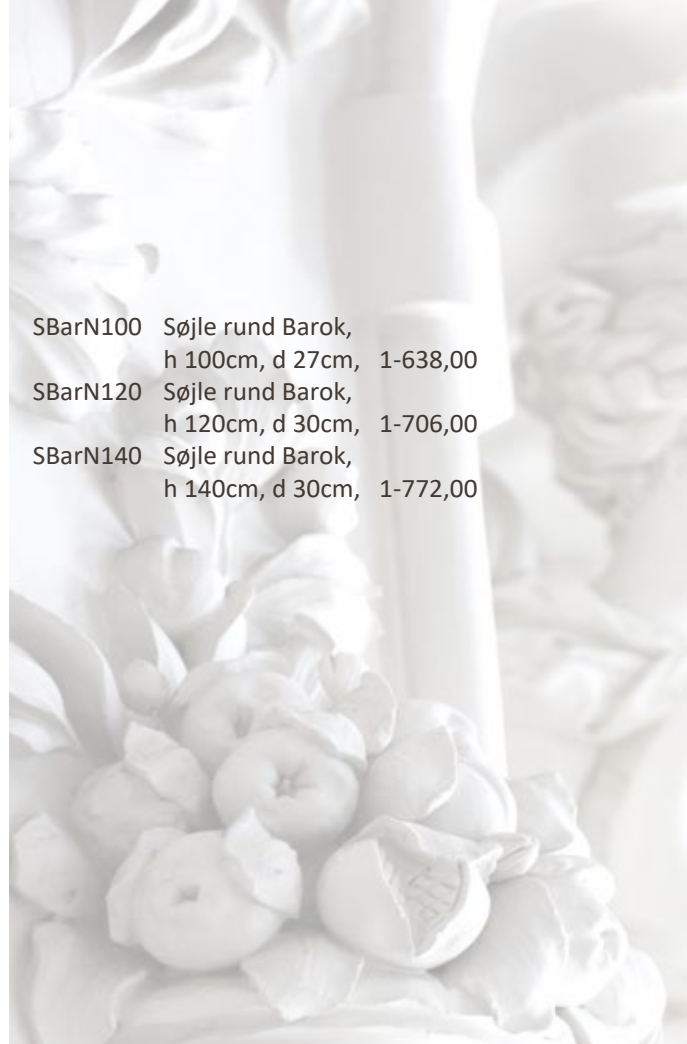 SBarN100 Søjle rund Barok,
h 100cm, d 27cm, 1-638,00
SBarN120 Søjle rund Barok,
h 120cm, d 30cm, 1-706,00
SBarN140 Søjle rund Barok,
h 140cm, d 30cm, 1-772,00